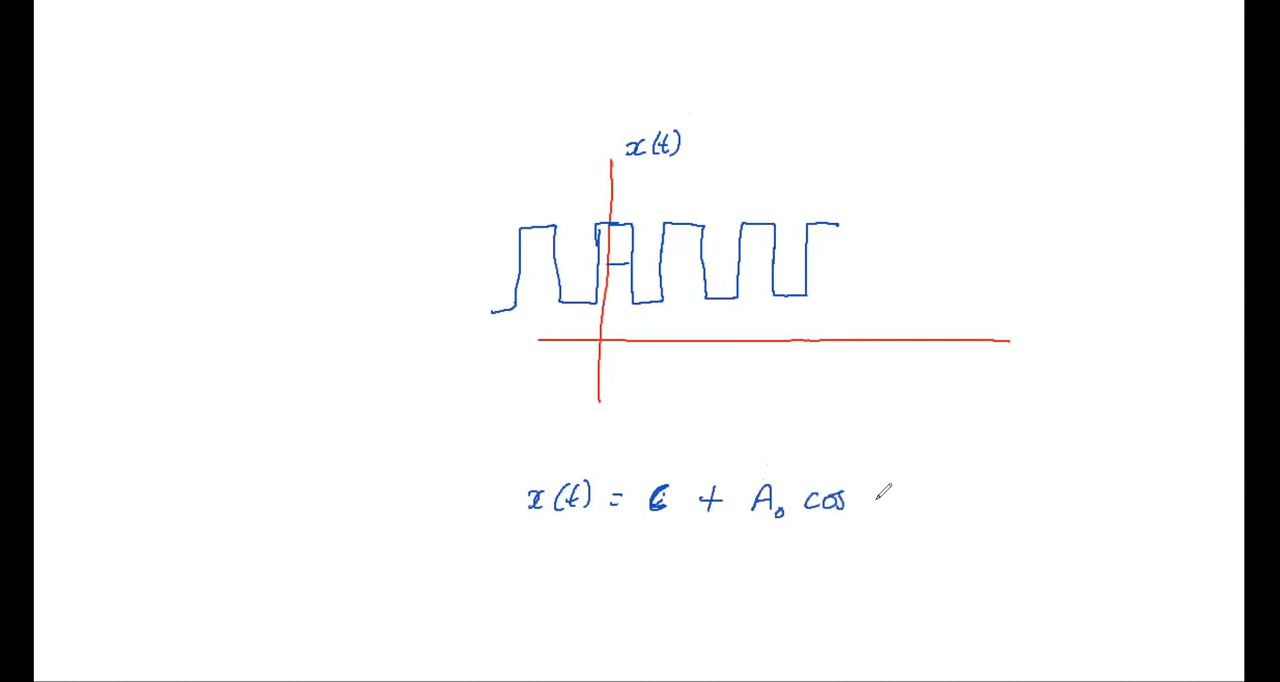 x(t)
x(t) = C + A₀ cos